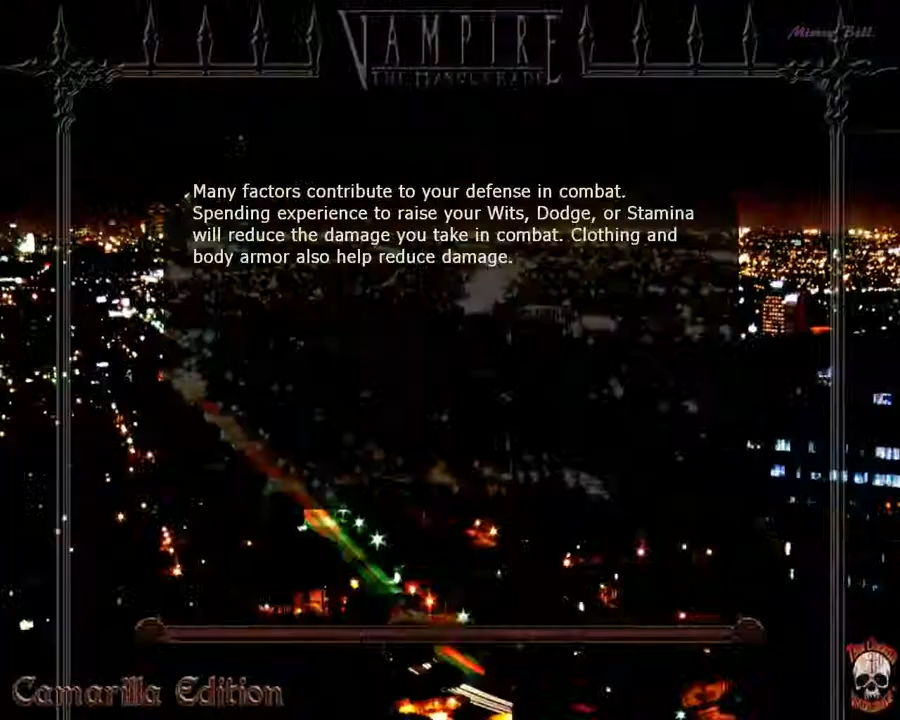 VAMPIRE
THE MASQUERADE
Many factors contribute to your defense in combat.
Spending experience to raise your Wits, Dodge, or Stamina
will reduce the damage you take in combat. Clothing and
body armor also help reduce damage.
Camarilla Edition